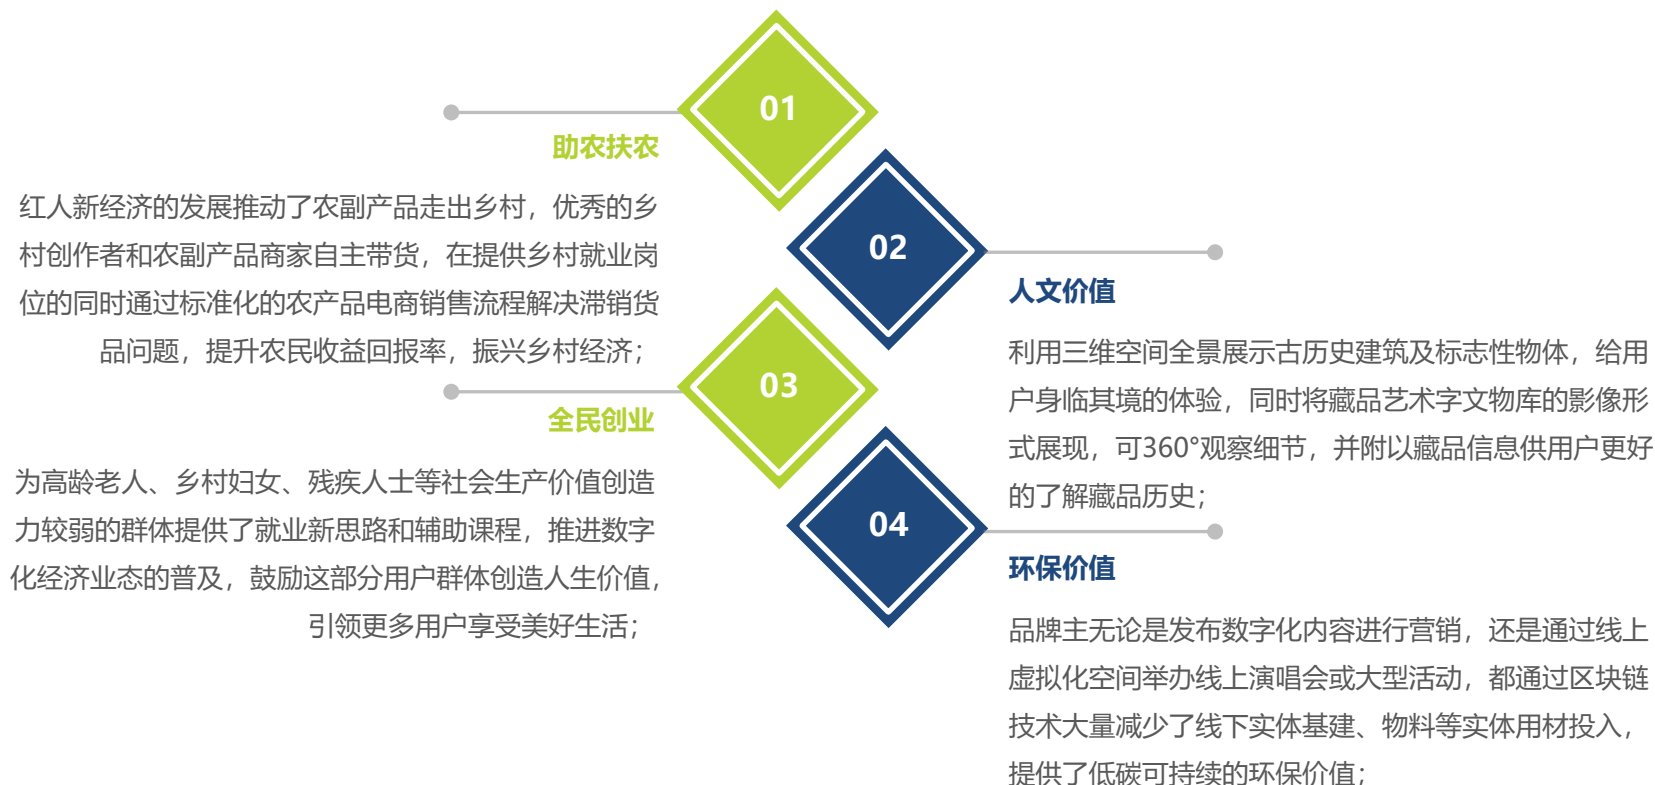 01
助农扶农
红人新经济的发展推动了农副产品走出乡村，优秀的乡
村创作者和农副产品商家自主带货，在提供乡村就业岗
位的同时通过标准化的农产品电商销售流程解决滞销货
品问题，提升农民收益回报率，振兴乡村经济；
02
人文价值
利用三维空间全景展示古历史建筑及标志性物体，给用
户身临其境的体验，同时将藏品艺术字文物库的影像形
式展现，可360°观察细节，并附以藏品信息供用户更好
的了解藏品历史；
03
全民创业
为高龄老人、乡村妇女、残疾人士等社会生产价值创造
力较弱的群体提供了就业新思路和辅助课程，推进数字
化经济业态的普及，鼓励这部分用户群体创造人生价值，
引领更多用户享受美好生活；
04
环保价值
品牌主无论是发布数字化内容进行营销，还是通过线上
虚拟化空间举办线上演唱会或大型活动，都通过区块链
技术大量减少了线下实体基建、物料等实体用材投入，
提供了低碳可持续的环保价值；